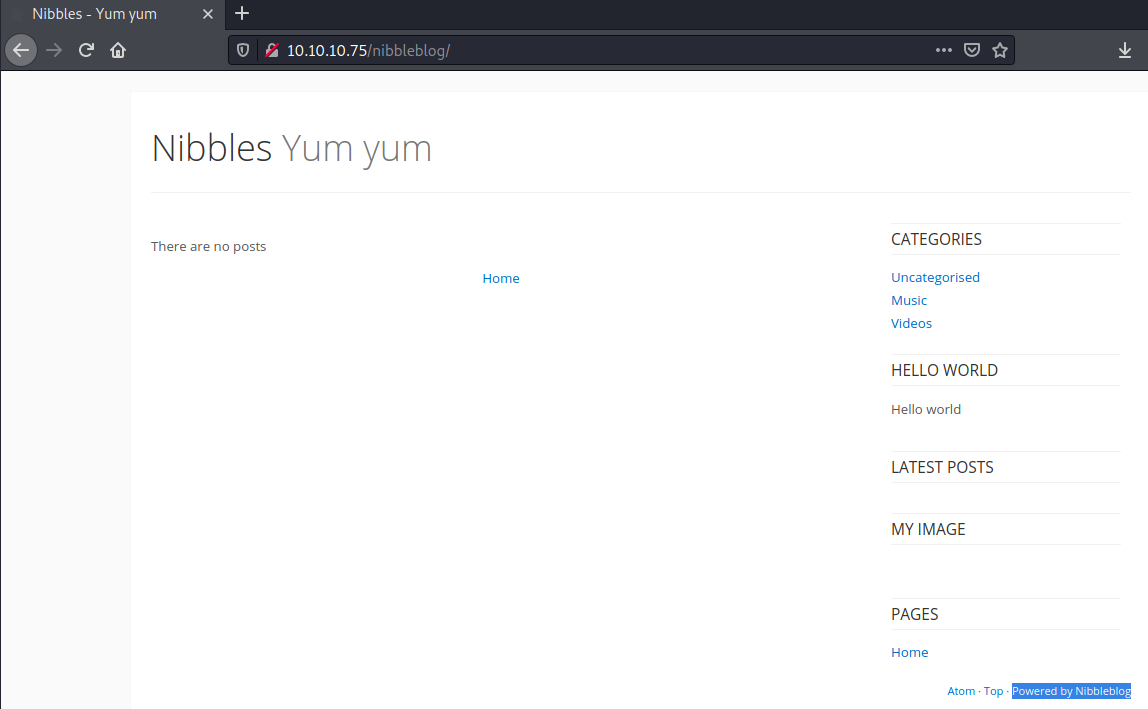 Nibbles - Yum yum
10.10.10.75/nibbleblog/
Nibbles Yum yum
There are no posts
Home
CATEGORIES
Uncategorised
Music
Videos
HELLO WORLD
Hello world
LATEST POSTS
MY IMAGE
PAGES
Home
Atom · Top · Powered by Nibbleblog